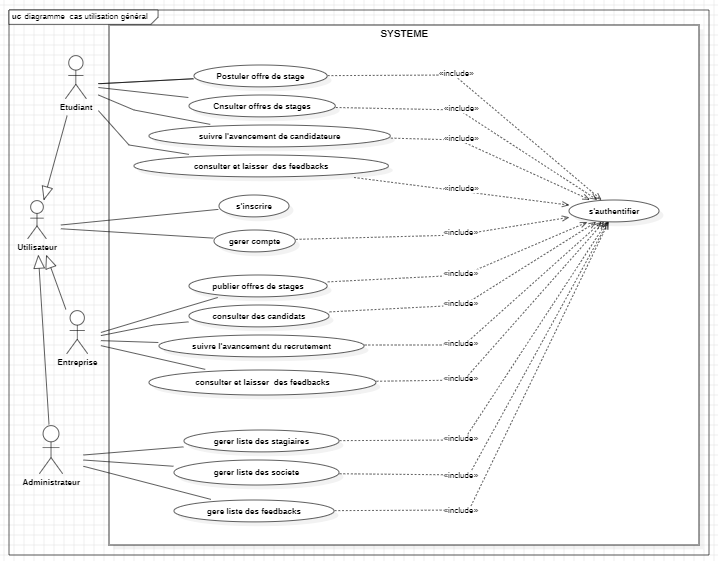 uc diagramme cas utilisation général
SYSTEME
Etudiant
Postuler offre de stage
«include»
Cnsulter offres de stages
«include»
suivre l'avencement de candidateure
«include»
consulter et laisser des feedbacks
«include»
s'authentifier
Utilisateur
s'inscrire
gerer compte
«include»
publier offres de stages
«include»
consulter des candidats
«include»
Entreprise
suivre l'avancement du recrutement
«include»
consulter et laisser des feedbacks
«include»
Administrateur
gerer liste des stagiaires
«include»
gerer liste des societe
«include»
gere liste des feedbacks
«include»